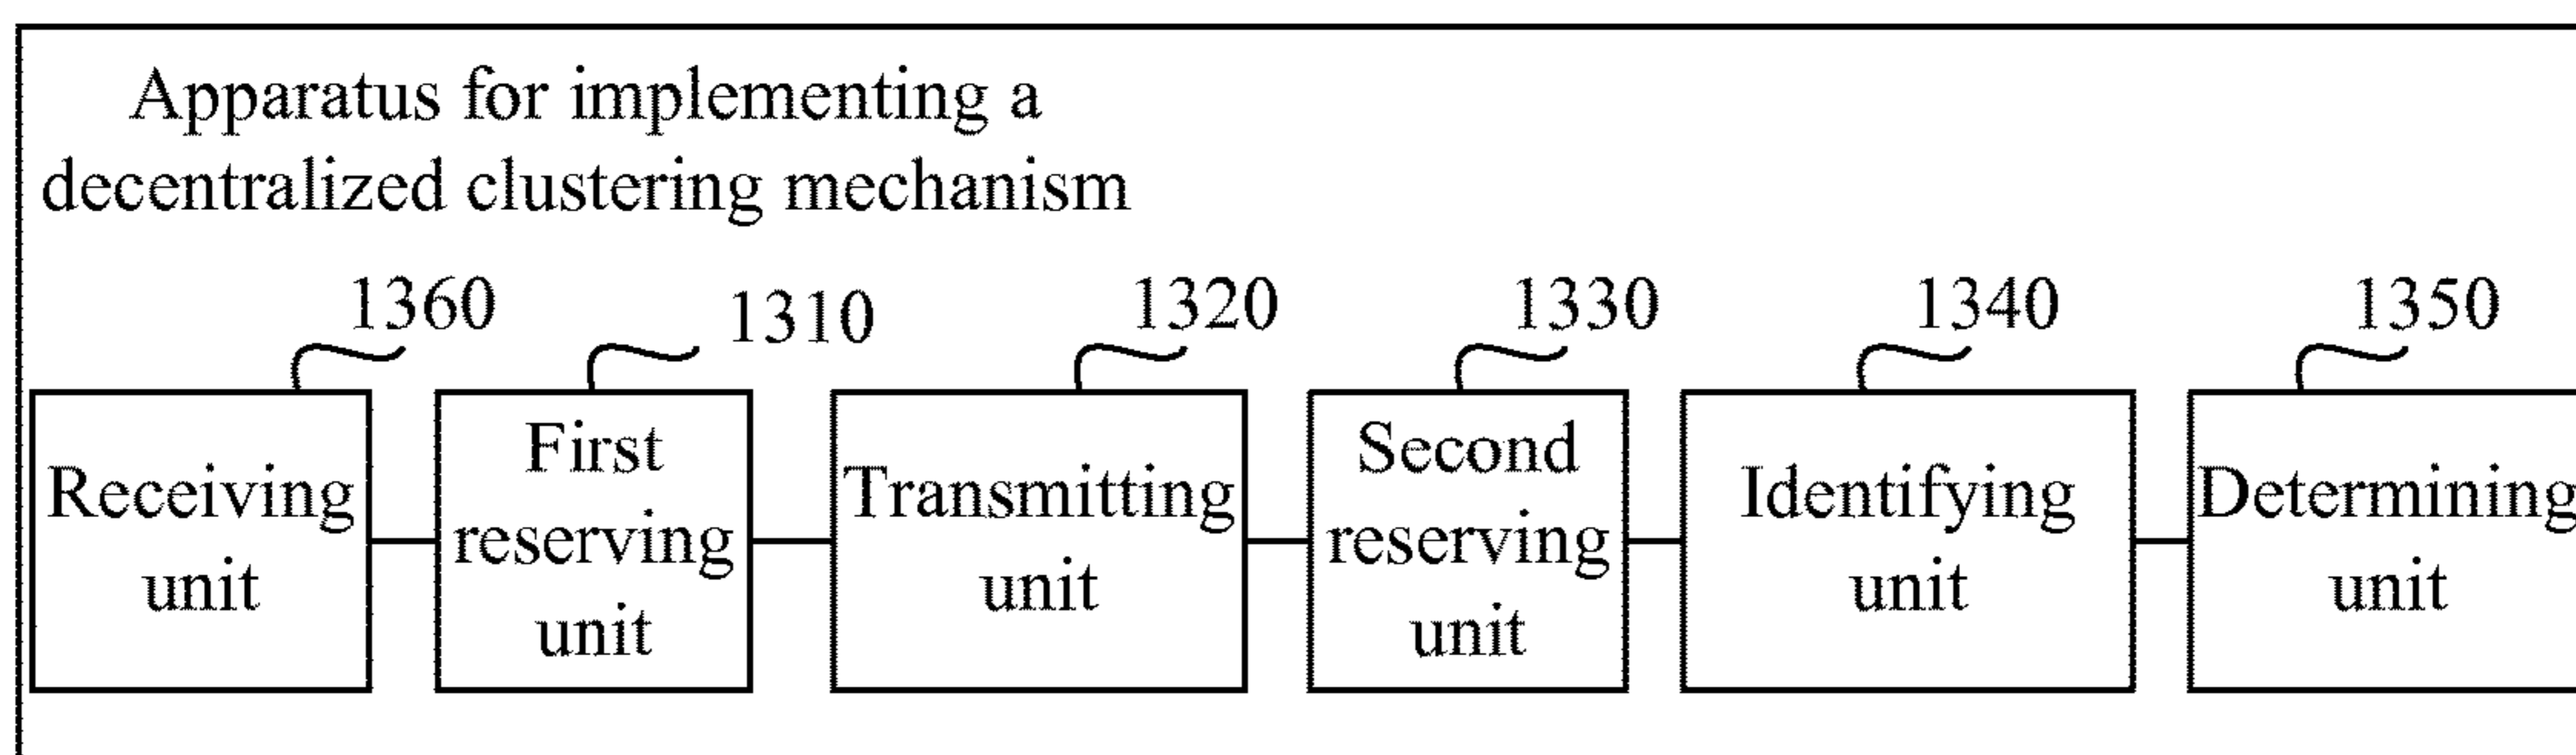 Apparatus for implementing a
decentralized clustering mechanism
1360
1310
1320
1330
1340
1350
Receiving
unit
First
reserving
unit
Transmitting
unit
Second
reserving
unit
Identifying
unit
Determining
unit